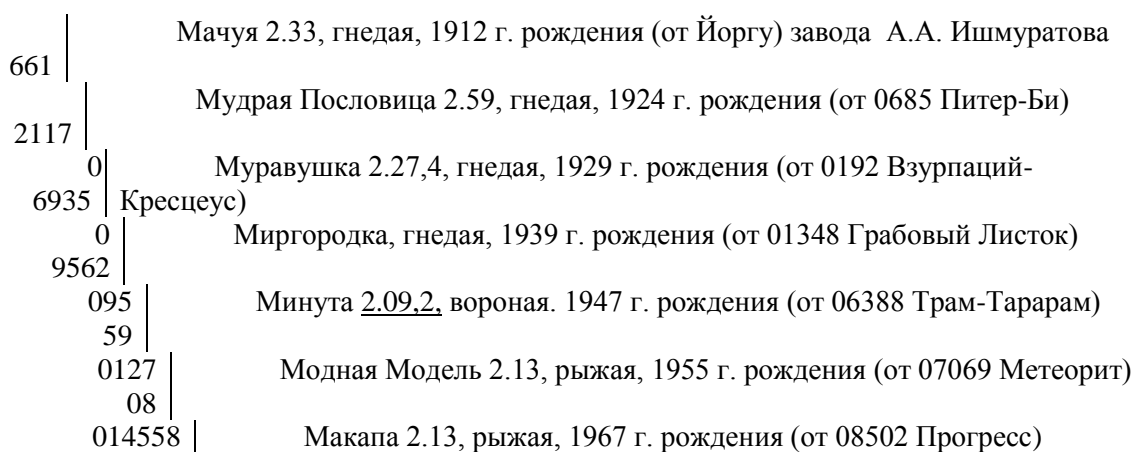 Мачуя 2.33, гнедая, 1912 г. рождения (от Йоргу) завода А.А. Ишмуратова
661
Мудрая Пословица 2.59, гнедая, 1924 г. рождения (от 0685 Питер-Би)
2117
0 Муравушка 2.27,4, гнедая, 1929 г. рождения (от 0192 Взурпаций-
6935 Кресцеус)
0 Миргородка, гнедая, 1939 г. рождения (от 01348 Грабовый Листок)
9562
095 Минута 2.09,2, вороная. 1947 г. рождения (от 06388 Трам-Тарарам)
59
0127 Модная Модель 2.13, рыжая, 1955 г. рождения (от 07069 Метеорит)
08
014558 Макапа 2.13, рыжая, 1967 г. рождения (от 08502 Прогресс)